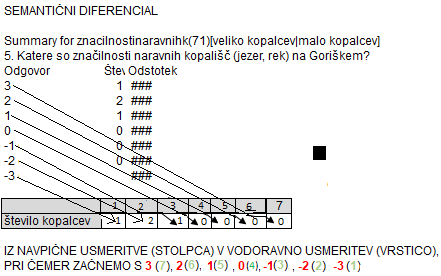 SEMANTIČNI DIFERENCIAL
Summary for znacilnostinaravnihk(71)[veliko kopalcev|malo kopalcev]
5. Katere so značilnosti naravnih kopališč (jezer, rek) na Goriškem?
Odgovor Štev Odstotek
3 1 ###
2 2 ###
1 1 ###
0 0 ###
-1 0 ###
-2 0 ###
-3 ###
1 2 3 4 5 6 7
število kopalcev 1 2 1 0 0 0 0
IZ NAVPIČNE USMERITVE (STOLPCA) V VODORAVNO USMERITEV (VRSTICO),
PRI ČEMER ZAČNEMO S 3 (7), 2(6), 1(5) , 0(4), -1(3) , -2(2) -3(1)